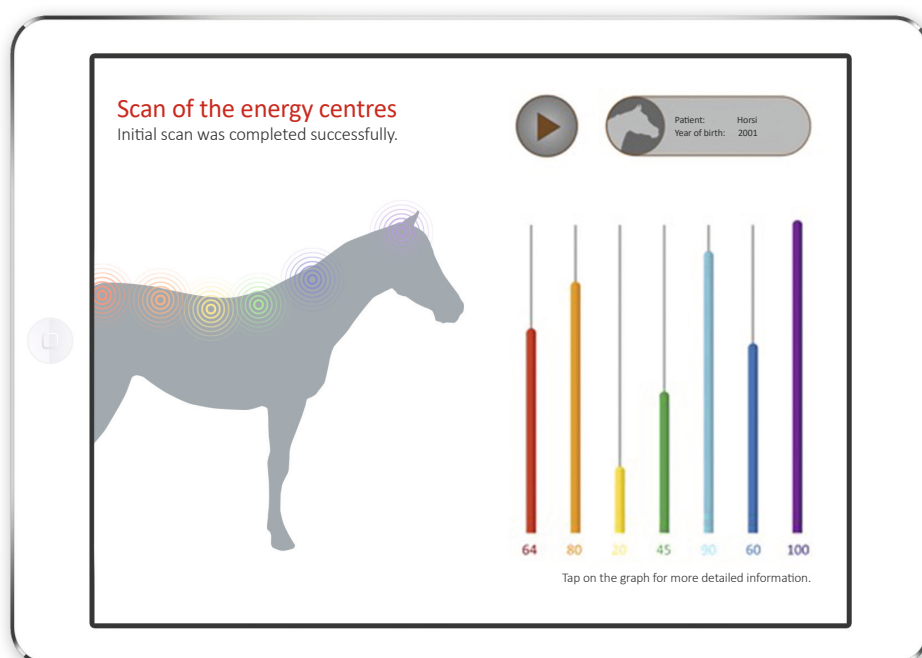 Scan of the energy centres
Initial scan was completed successfully.
Patient: Horsi
Year of birth: 2001
64 80 20 45 90 60 100
Tap on the graph for more detailed information.